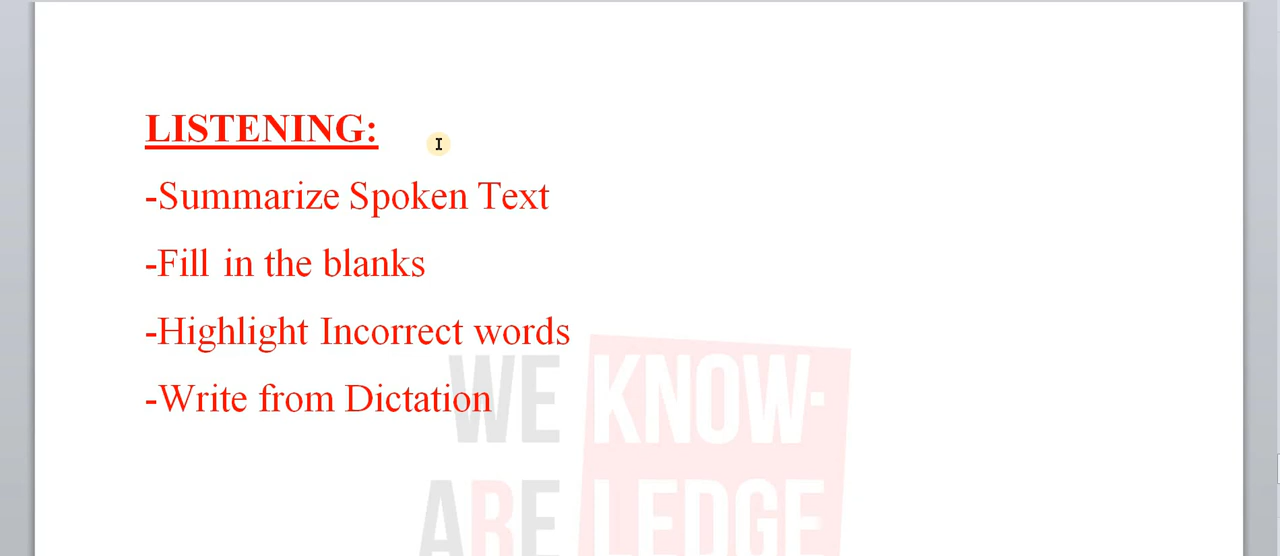 LISTENING:
-Summarize Spoken Text
-Fill in the blanks
-Highlight Incorrect words
-Write from Dictation
WE KNOW-
ARE LEDGE